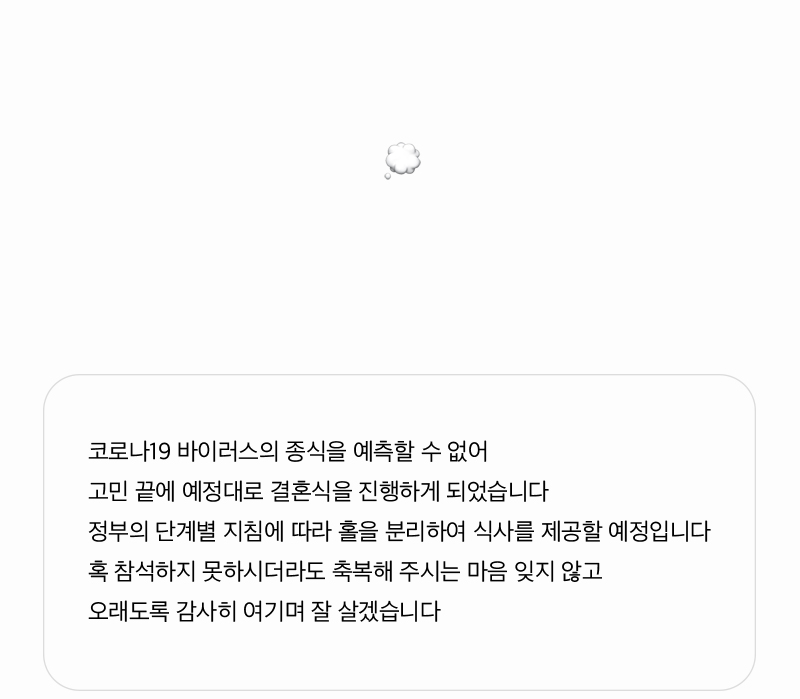 코로나19 바이러스의 종식을 예측할 수 없어
고민 끝에 예정대로 결혼식을 진행하게 되었습니다
정부의 단계별 지침에 따라 홀을 분리하여 식사를 제공할 예정입니다
혹 참석하지 못하시더라도 축복해 주시는 마음 잊지 않고
오래도록 감사히 여기며 잘 살겠습니다